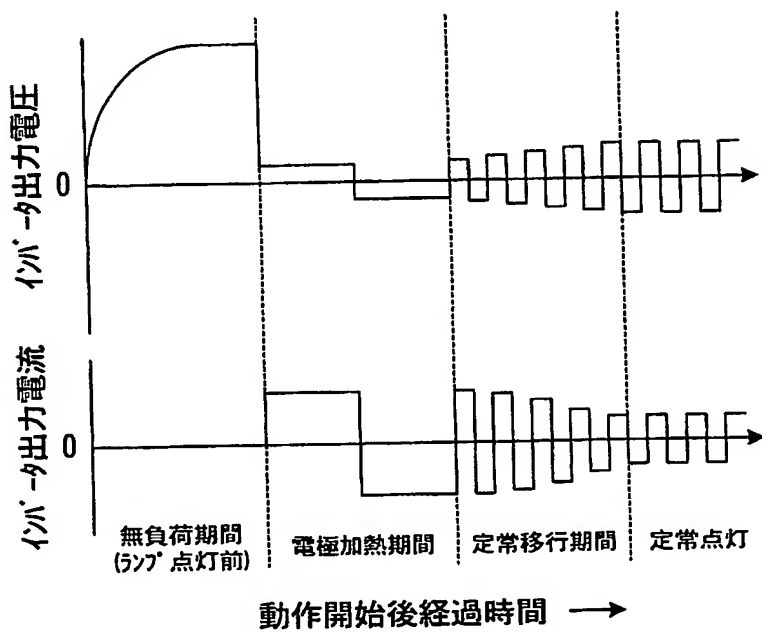 インバータ出力電圧
0
インバータ出力電流
0
無負荷期間
(ランプ点灯前)
電極加熱期間
定常移行期間
定常点灯
動作開始後経過時間